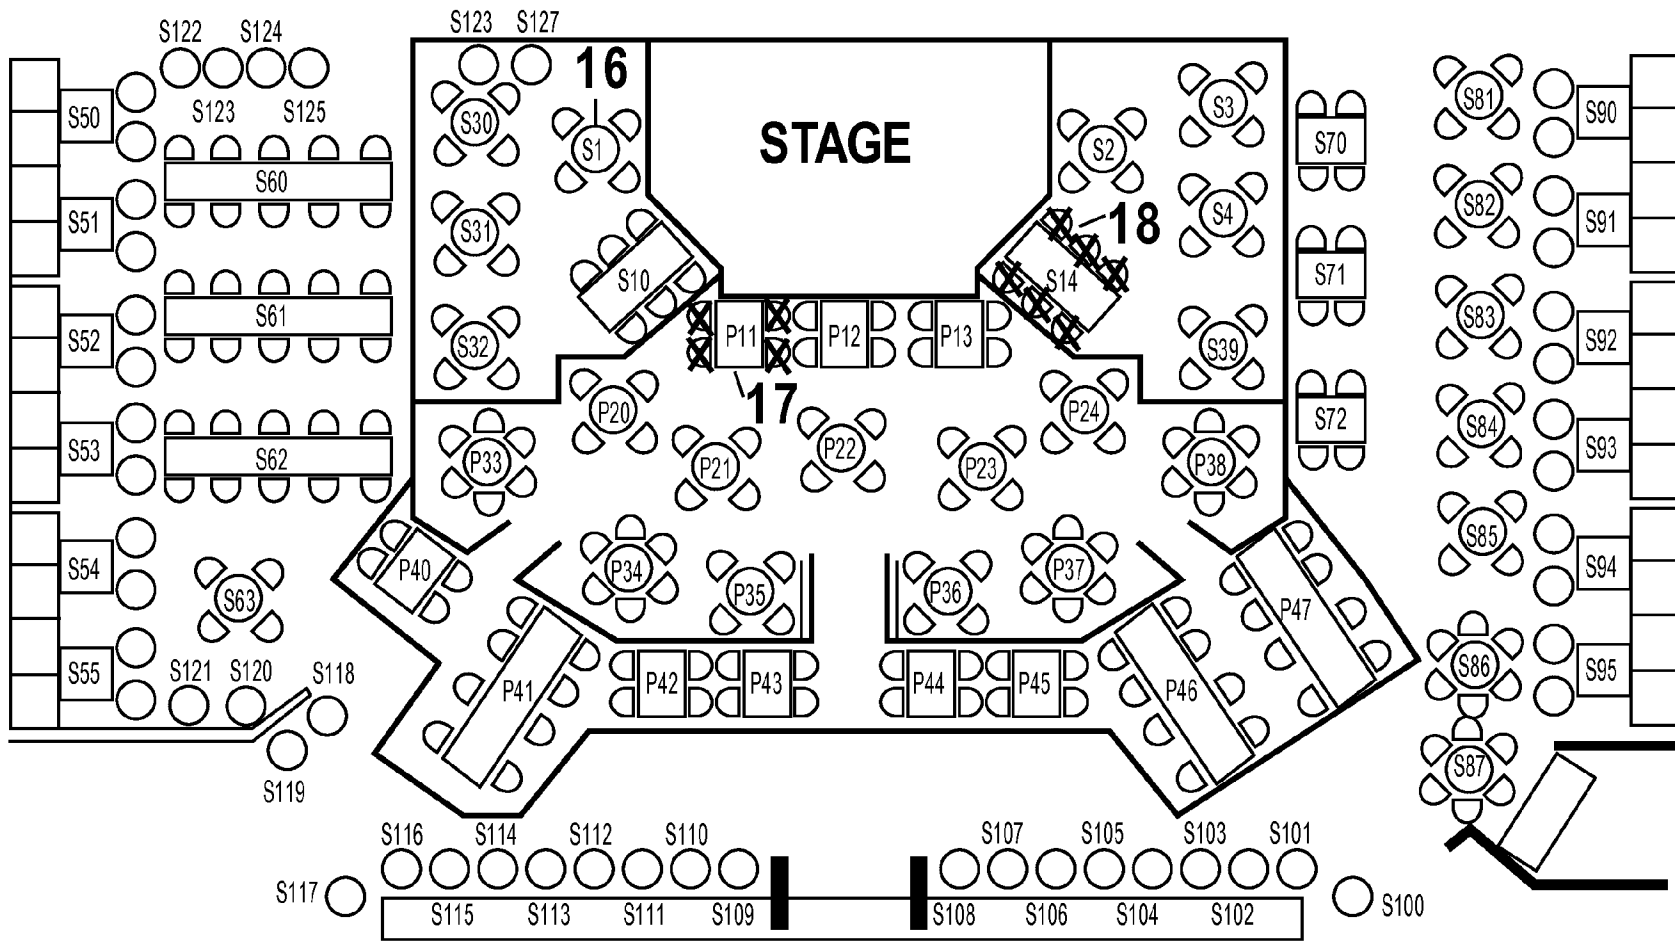 S122 S124 S123 S127
16
S123 S125
S50 S60 S51 S61 S52 S62 S53 S54 S63 S55
S121 S120 S118 S119
S30 S1 S31 S10 S32
STAGE
S2 S3 S4 S14 S39
18
P11 P12 P13
17
P20 P21 P22 P23 P24
P33 P34 P35 P36 P37 P38
P40 P41 P42 P43 P44 P45 P46 P47
S70 S71 S72
S81 S82 S83 S84 S85 S86 S87
S90 S91 S92 S93 S94 S95
S116 S114 S112 S110 S107 S105 S103 S101
S117 S100
S115 S113 S111 S109 S108 S106 S104 S102